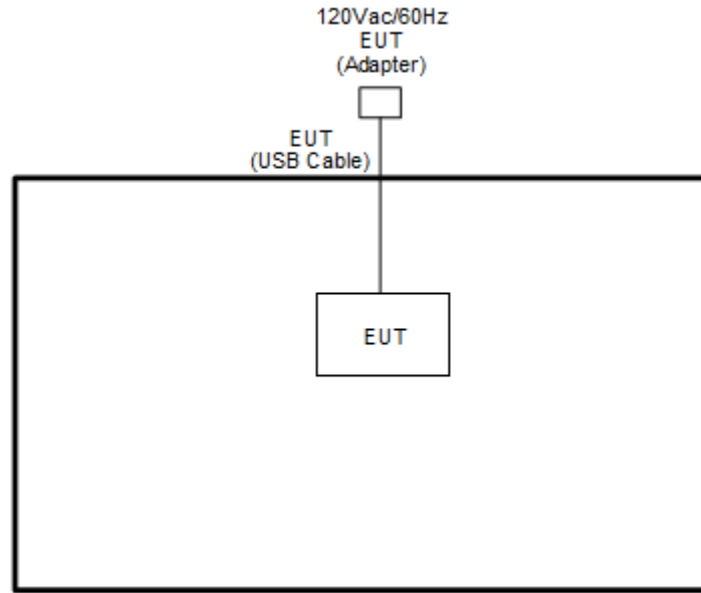 120Vac/60Hz
EUT
(Adapter)
EUT
(USB Cable)
EUT